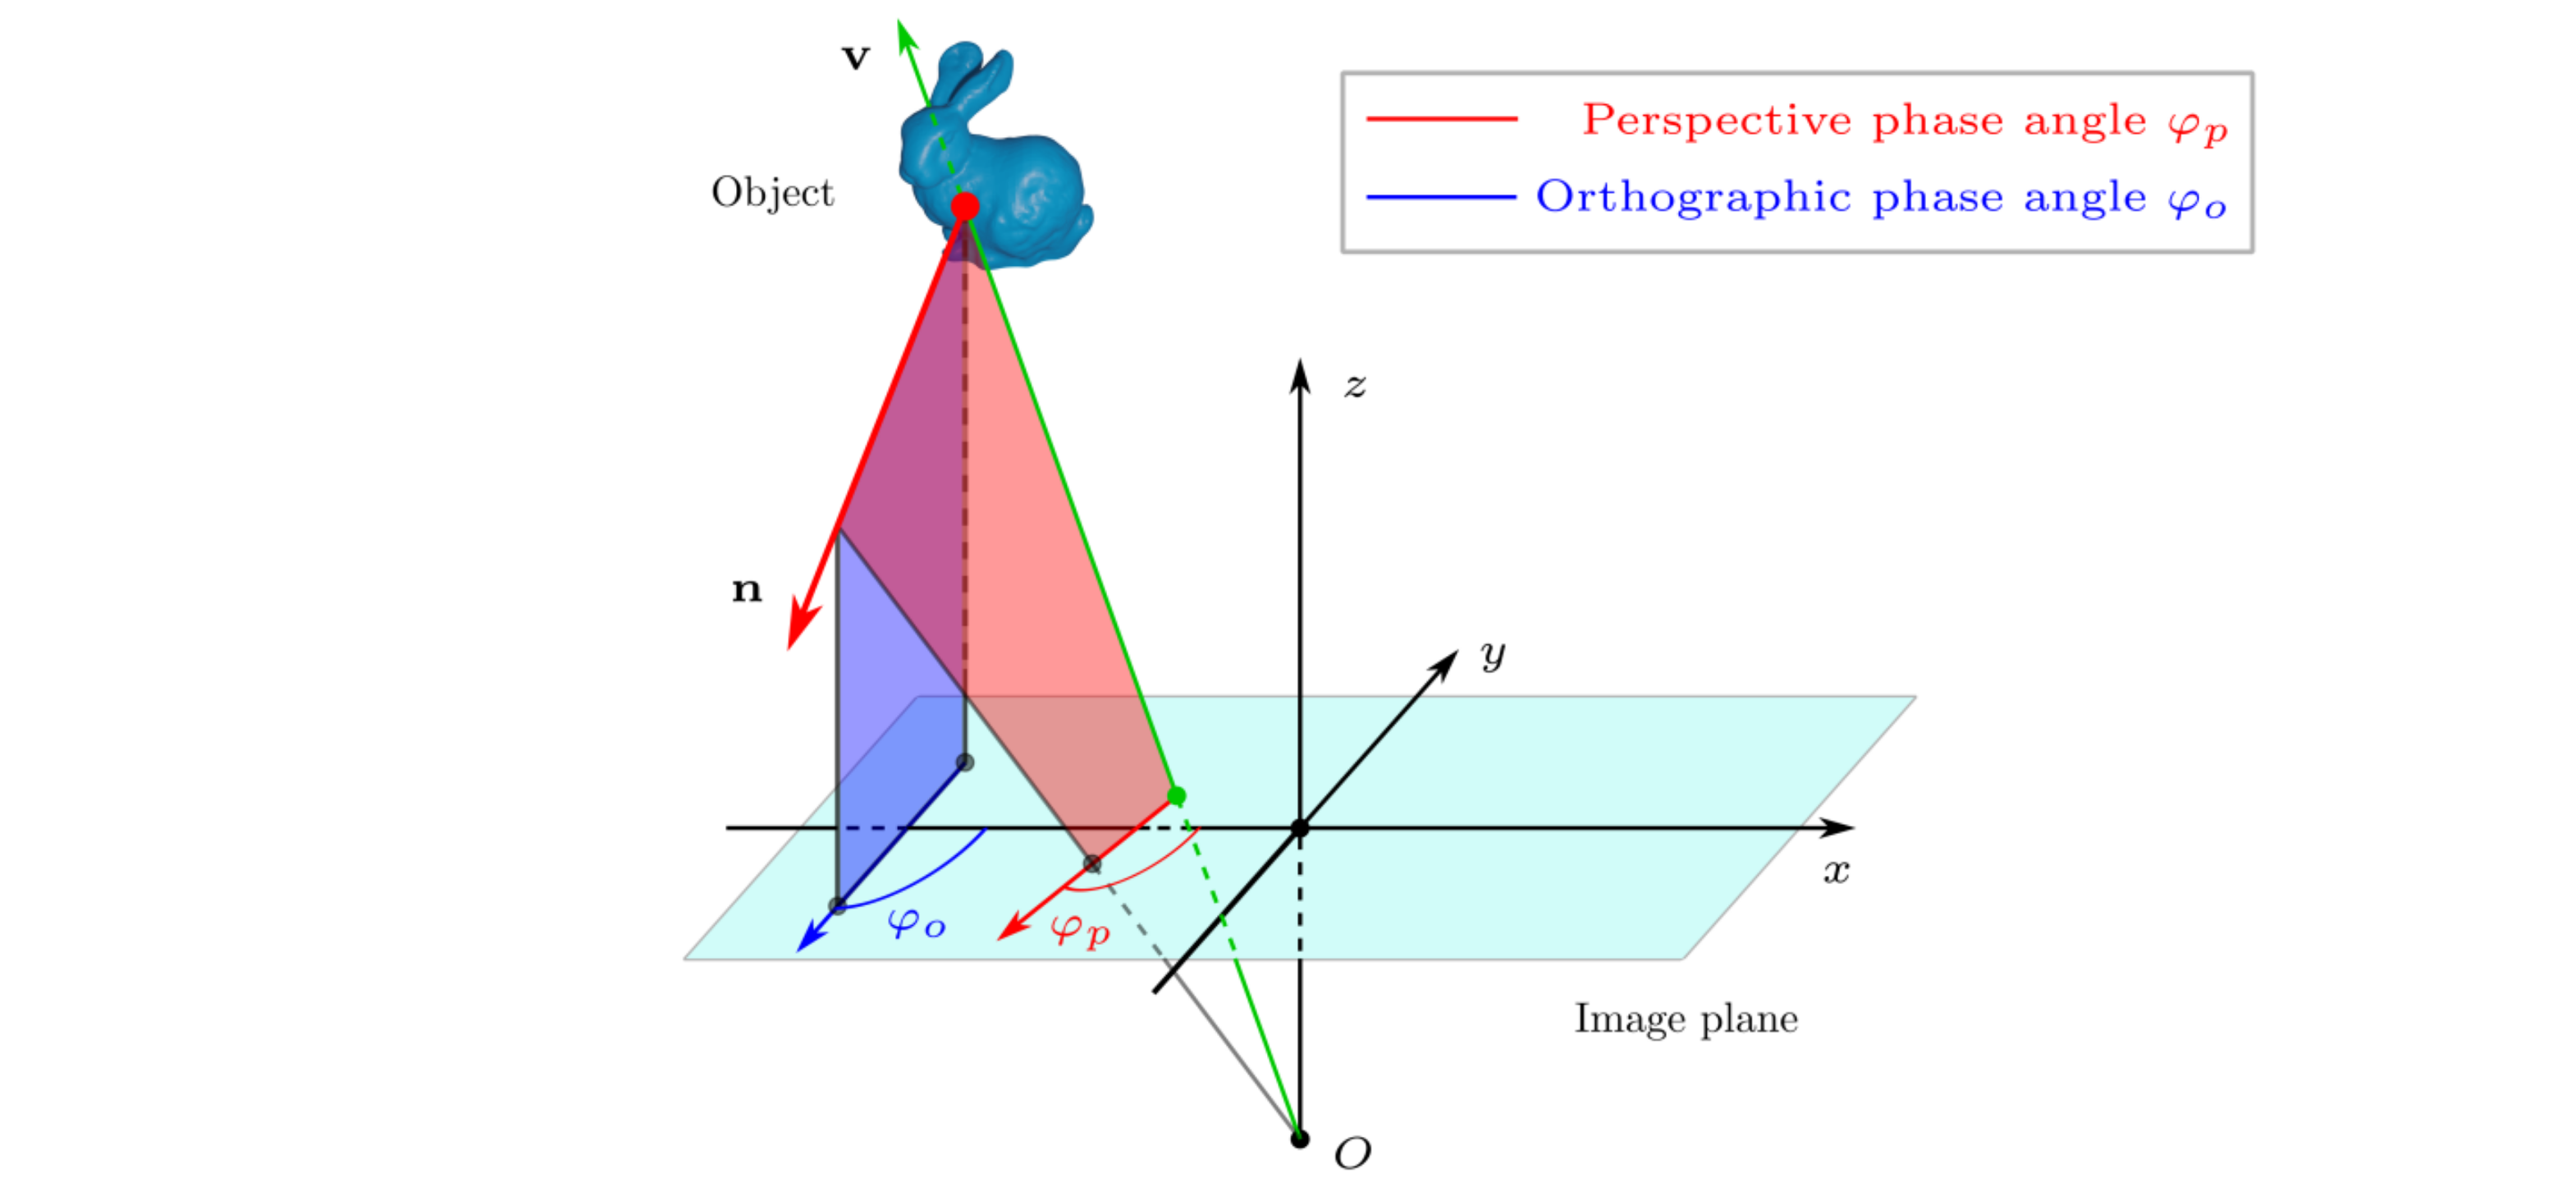 v
Perspective phase angle φₚ
Object
Orthographic phase angle φₒ
z
n
y
x
φₒ
φₚ
Image plane
O